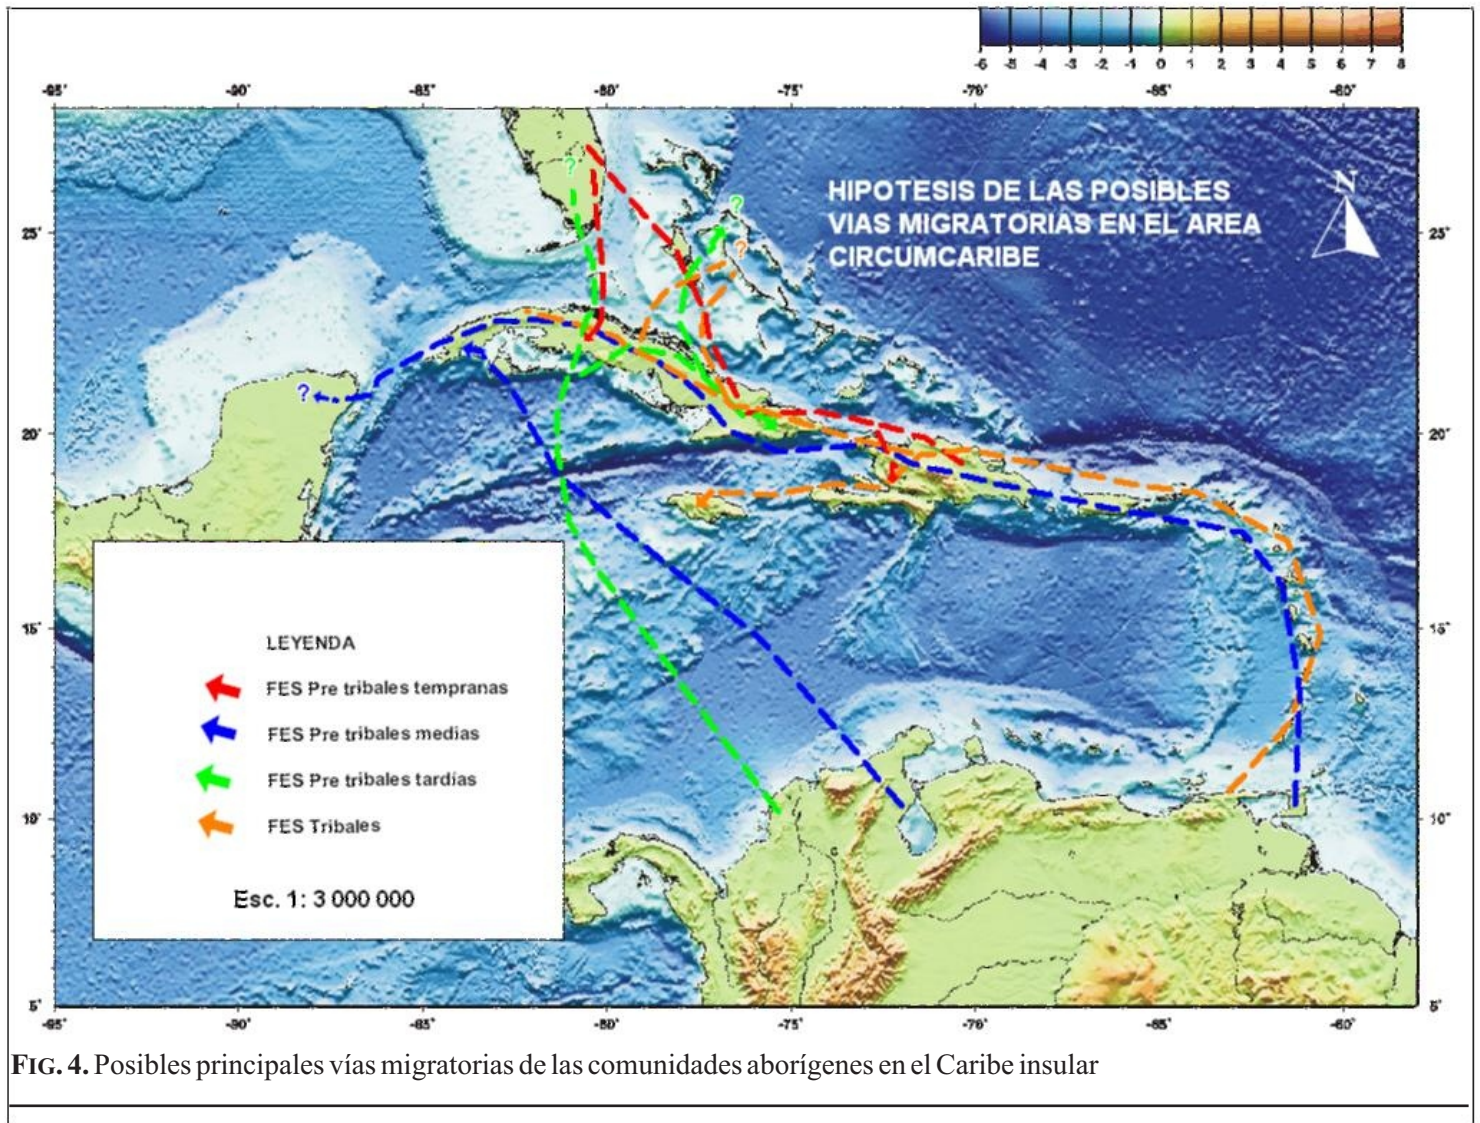 -6 -5 -4 -3 -2 -1 0 1 2 3 4 5 6 7 8
-95° -90° -85° -80° -75° -70° -65° -60°
?
?
HIPOTESIS DE LAS POSIBLES
VIAS MIGRATORIAS EN EL AREA
CIRCUMCARIBE
N
25° 25°
?
?
20° 20°
15° 15°
LEYENDA
FES Pre tribales tempranas
FES Pre tribales medias
FES Pre tribales tardías
FES Tribales
10° 10°
Esc. 1: 3 000 000
5° 5°
-95° -90° -85° -80° -75° -70° -65° -60°
FIG. 4. Posibles principales vías migratorias de las comunidades aborígenes en el Caribe insular